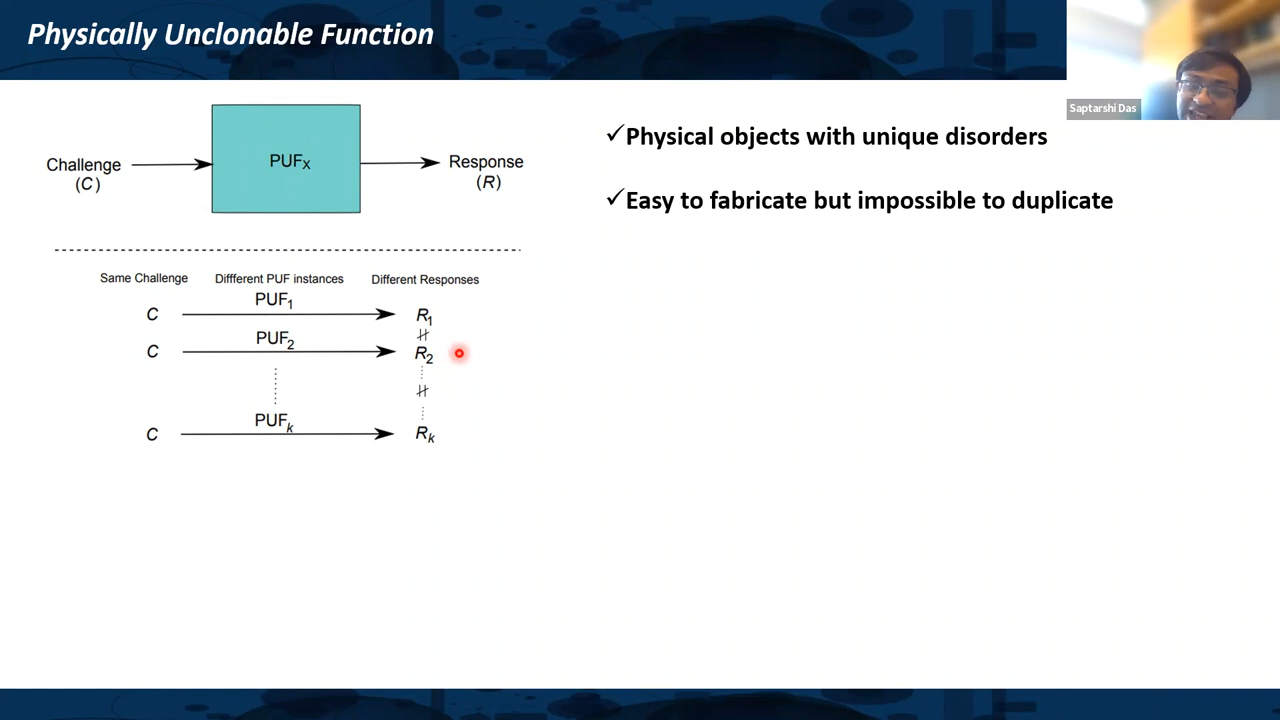 Physically Unclonable Function
Saptarshi Das
Challenge
(C)
PUFX
Response
(R)
✓Physical objects with unique disorders
✓Easy to fabricate but impossible to duplicate
Same Challenge Diffferent PUF instances Different Responses
C PUF1 R1
≠
C PUF2 R2
≠
C PUFk Rk